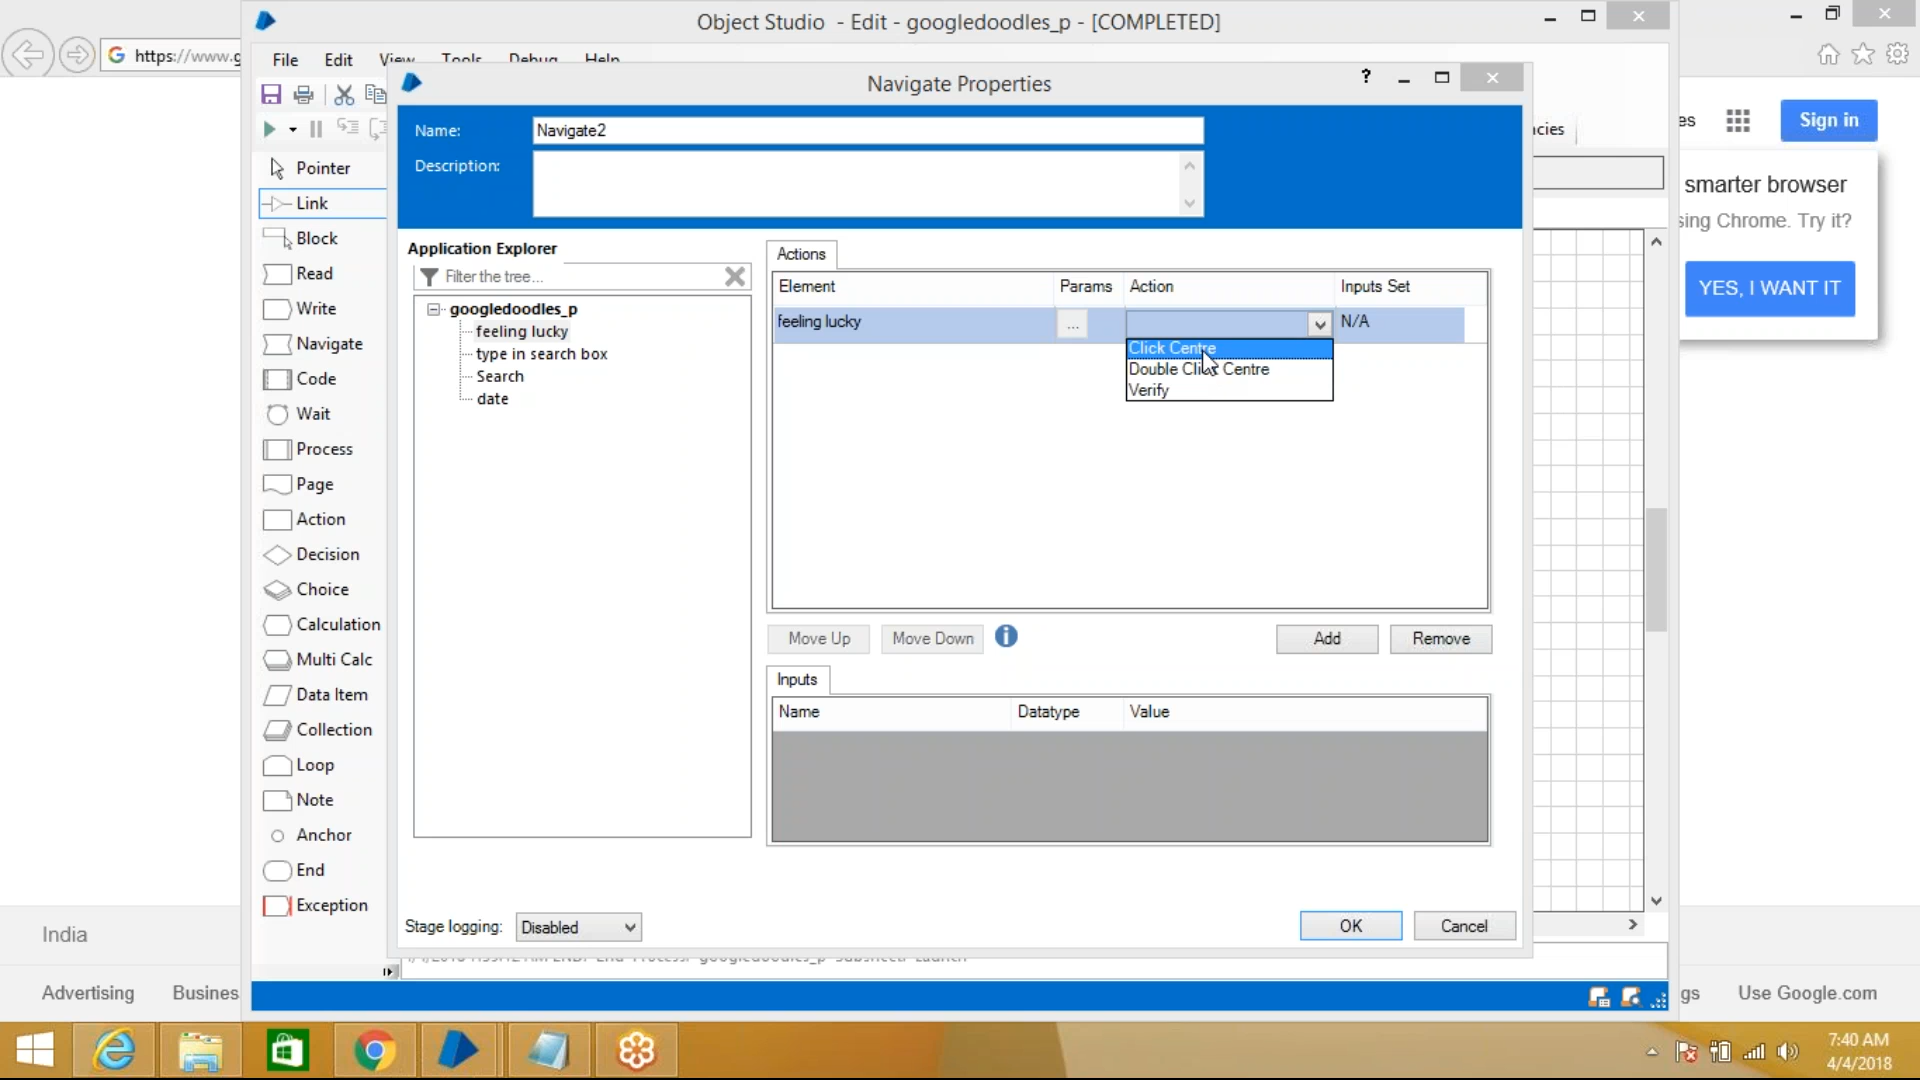 Object Studio - Edit - googledoodles_p - [COMPLETED]
https://www.g
File Edit View Tools Debug Help
Navigate Properties
?
Name:
Navigate2
Description:
Pointer
Link
Block
Read
Write
Navigate
Code
Wait
Process
Page
Action
Decision
Choice
Calculation
Multi Calc
Data Item
Collection
Loop
Note
Anchor
End
Exception
Application Explorer
Filter the tree...
googledoodles_p
feeling lucky
type in search box
Search
date
Actions
Element Params Action Inputs Set
feeling lucky ... N/A
Click Centre
Double Click Centre
Verify
Move Up Move Down Add Remove
Inputs
Name Datatype Value
Stage logging: Disabled
OK Cancel
es Sign in
smarter browser
sing Chrome. Try it?
YES, I WANT IT
India
Advertising Busines
gs Use Google.com
7:40 AM
4/4/2018